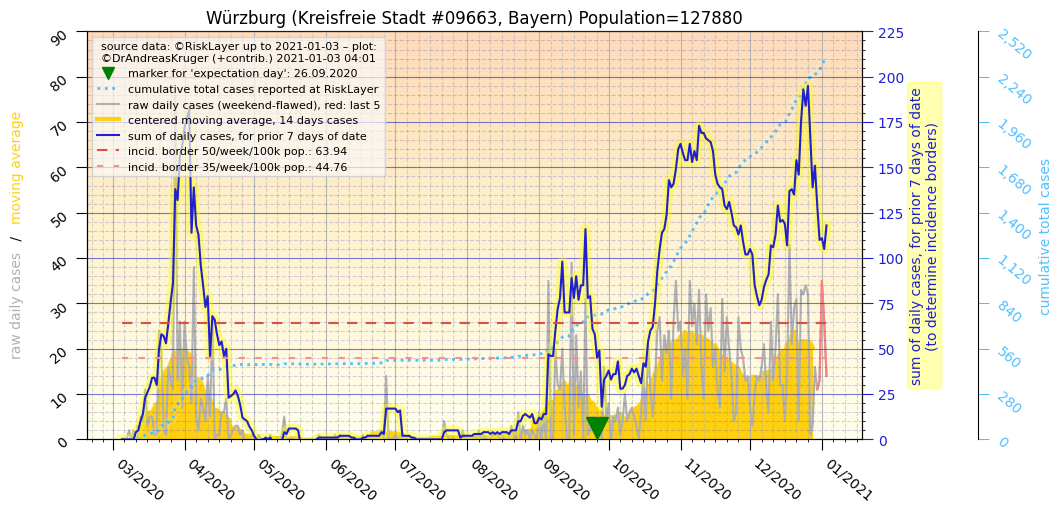 Würzburg (Kreisfreie Stadt #09663, Bayern) Population=127880
source data: ©RiskLayer up to 2021-01-03 – plot:
©DrAndreasKruger (+contrib.) 2021-01-03 04:01
marker for 'expectation day': 26.09.2020
cumulative total cases reported at RiskLayer
raw daily cases (weekend-flawed), red: last 5
centered moving average, 14 days cases
sum of daily cases, for prior 7 days of date
incid. border 50/week/100k pop.: 63.94
incid. border 35/week/100k pop.: 44.76
raw daily cases / moving average
90
80
70
60
50
40
30
20
10
0
03/2020
04/2020
05/2020
06/2020
07/2020
08/2020
09/2020
10/2020
11/2020
12/2020
01/2021
225
200
175
150
125
100
75
50
25
0
sum of daily cases, for prior 7 days of date
(to determine incidence borders)
2,520
2,240
1,960
1,680
1,400
1,120
840
560
280
0
cumulative total cases